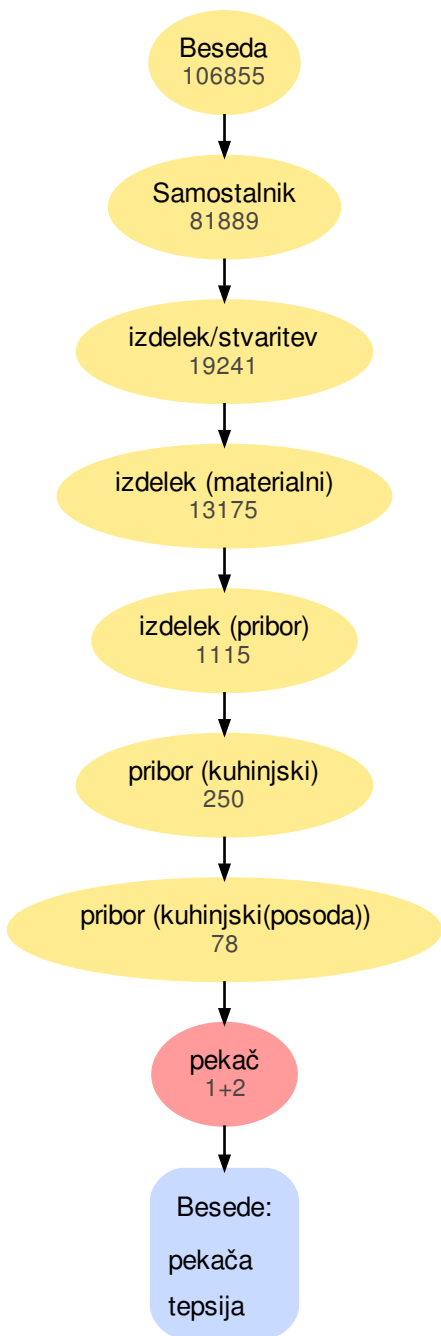 Beseda
106855
Samostalnik
81889
izdelek/stvaritev
19241
izdelek (materialni)
13175
izdelek (pribor)
1115
pribor (kuhinjski)
250
pribor (kuhinjski(posoda))
78
pekač
1+2
Besede:
pekača
tepsija